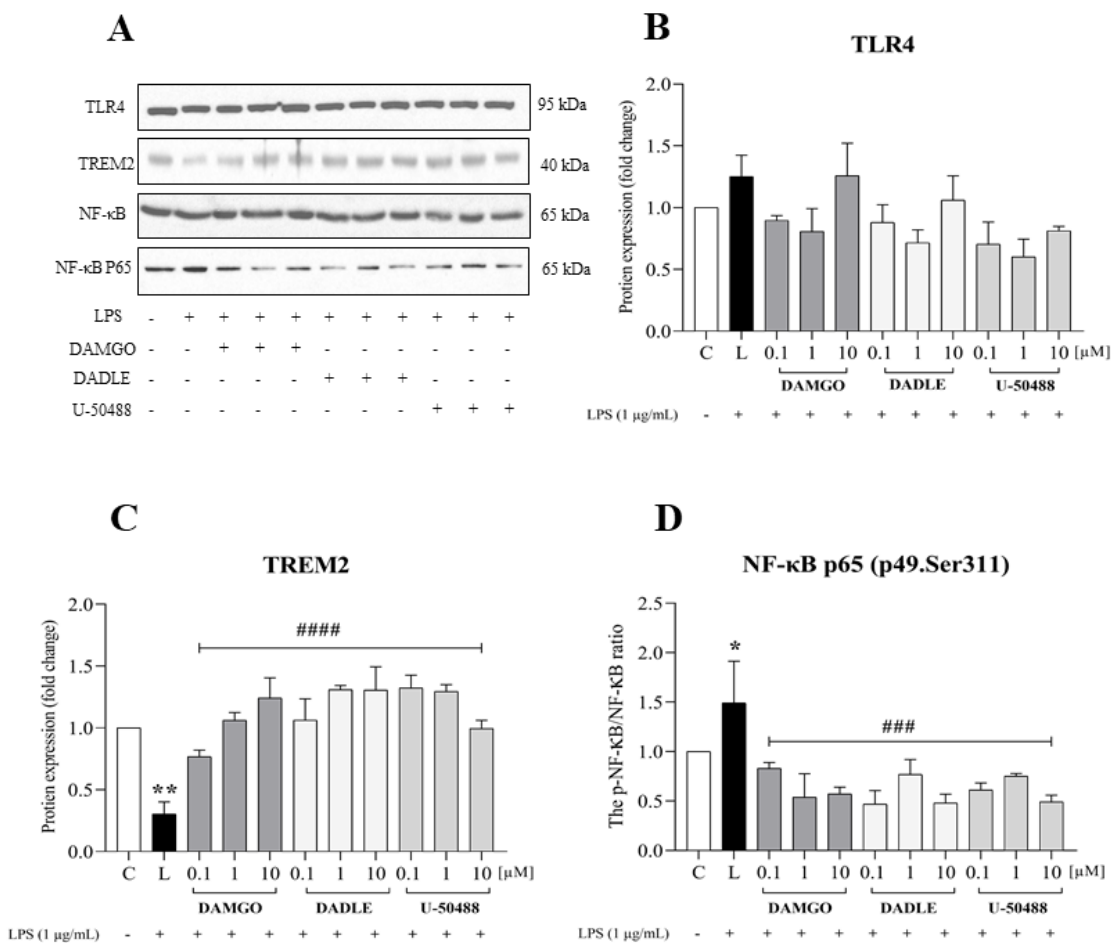 A
TLR4
95 kDa
TREM2
40 kDa
NF-κB
65 kDa
NF-κB P65
65 kDa
LPS - + + + + + + + + + +
DAMGO - - + + + - - - - - -
DADLE - - - - - + + + - - -
U-50488 - - - - - - - - + + +
B
TLR4
Protien expression (fold change)
2.0
1.5
1.0
0.5
0.0
C L 0.1 1 10 0.1 1 10 0.1 1 10 [µM]
DAMGO DADLE U-50488
LPS (1 µg/mL) - + + + + + + + + + +
C
TREM2
Protien expression (fold change)
2.0
1.5
1.0
0.5
0.0
**
####
C L 0.1 1 10 0.1 1 10 0.1 1 10 [µM]
DAMGO DADLE U-50488
LPS (1 µg/mL) - + + + + + + + + + +
D
NF-κB p65 (p49.Ser311)
The p-NF-κB/NF-κB ratio
2.5
2.0
1.5
1.0
0.5
0.0
*
###
C L 0.1 1 10 0.1 1 10 0.1 1 10 [µM]
DAMGO DADLE U-50488
LPS (1 µg/mL) - + + + + + + + + + +